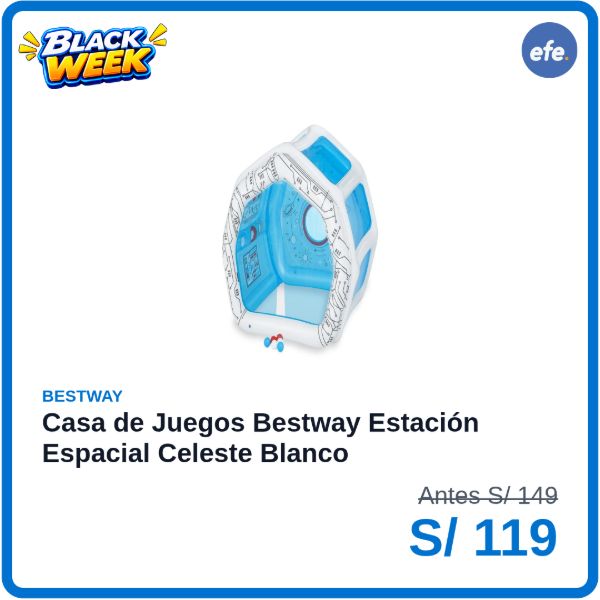 BLACK
WEEK
efe.
BESTWAY
Casa de Juegos Bestway Estación
Espacial Celeste Blanco
Antes S/ 149
S/ 119